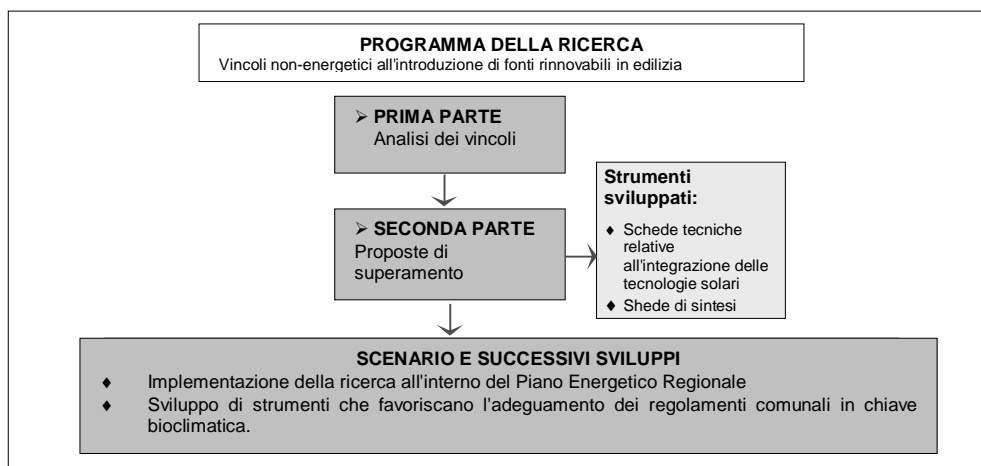 PROGRAMMA DELLA RICERCA
Vincoli non-energetici all'introduzione di fonti rinnovabili in edilizia
➢ PRIMA PARTE
Analisi dei vincoli
➢ SECONDA PARTE
Proposte di
superamento
Strumenti
sviluppati:
♦ Schede tecniche
relative
all'integrazione delle
tecnologie solari
♦ Shede di sintesi
SCENARIO E SUCCESSIVI SVILUPPI
♦ Implementazione della ricerca all'interno del Piano Energetico Regionale
♦ Sviluppo di strumenti che favoriscano l'adeguamento dei regolamenti comunali in chiave
bioclimatica.